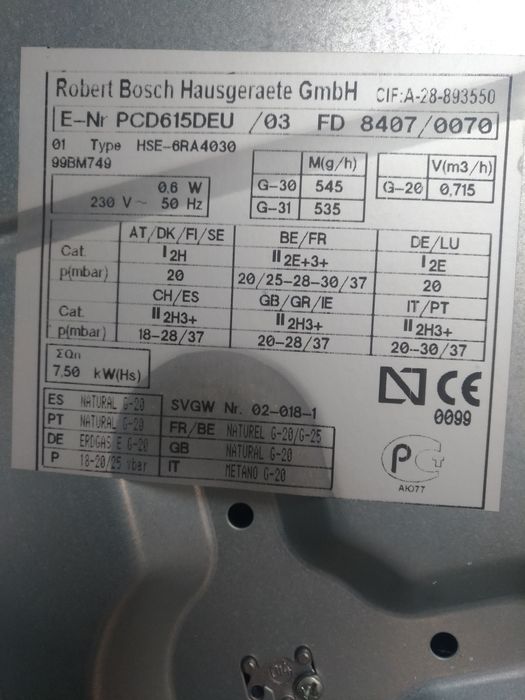 Robert Bosch Hausgeraete GmbH CIF:A-28-893550
E-Nr PCD615DEU /03 FD 8407/0070
01 Type HSE-6RA4030
99BM749
0,6 W
230 V~ 50 Hz
M(g/h)
G-30 545
G-31 535
V(m3/h)
G-20 0,715
AT/DK/FI/SE BE/FR DE/LU
Cat. I2H II2E+3+ I2E
p(mbar) 20 20/25-28-30/37 20
CH/ES GB/GR/IE IT/PT
Cat. II2H3+ II2H3+ II2H3+
p(mbar) 18-28/37 20-28/37 20-30/37
ΣQn
7,50 kW(Hs)
CE
0099
ES NATURAL G-20
PT NATURAL G-20
DE ERDGAS E G-20
P 18-20/25 mbar
SVGW Nr. 02-018-1
FR/BE NATUREL G-20/G-25
GB NATURAL G-20
IT METANO G-20
АЮ77